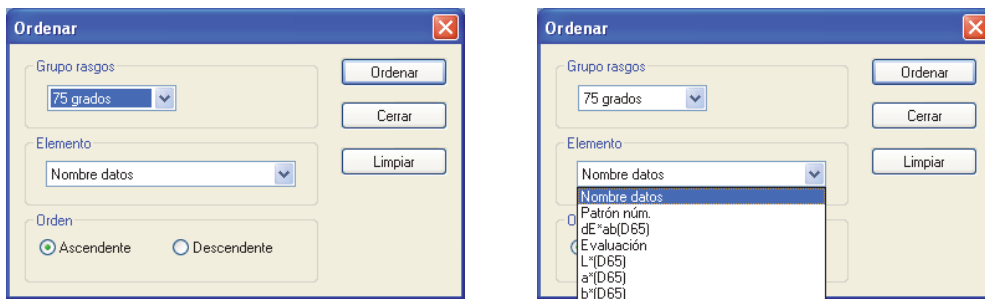 Ordenar
Grupo rasgos
75 grados
Ordenar
Cerrar
Elemento
Nombre datos
Limpiar
Orden
Ascendente
Descendente
Ordenar
Grupo rasgos
75 grados
Ordenar
Cerrar
Elemento
Nombre datos
Limpiar
Nombre datos
Patrón núm.
dE*ab(D65)
Evaluación
L*(D65)
a*(D65)
b*(D65)
O